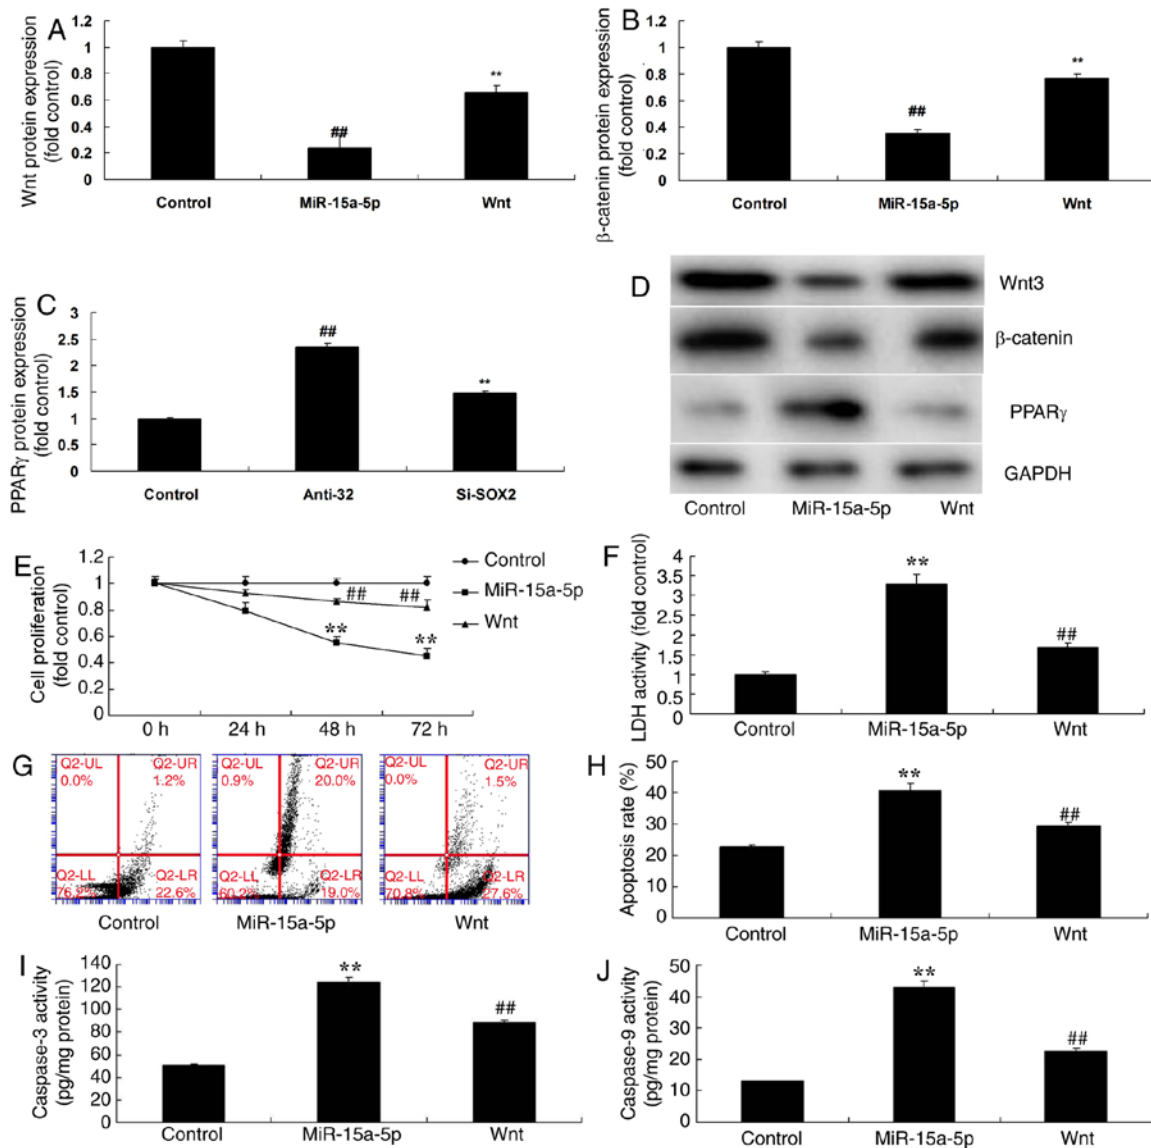 A
Wnt protein expression
(fold control)
1.2
1
0.8
0.6
0.4
0.2
0
##
**
Control MiR-15a-5p Wnt
B
β-catenin protein expression
(fold control)
1.2
1
0.8
0.6
0.4
0.2
0
##
**
Control MiR-15a-5p Wnt
C
PPARγ protein expression
(fold control)
3
2.5
2
1.5
1
0.5
0
##
**
Control Anti-32 Si-SOX2
D
Wnt3
β-catenin
PPARγ
GAPDH
Control MiR-15a-5p Wnt
E
Cell proliferation
(fold control)
1.2
1
0.8
0.6
0.4
0.2
0
## ##
** **
0 h 24 h 48 h 72 h
Control
MiR-15a-5p
Wnt
F
LDH activity (fold control)
4
3.5
3
2.5
2
1.5
1
0.5
0
**
##
Control MiR-15a-5p Wnt
G
Q2-UL Q2-UR
0.0% 1.2%
Q2-LL Q2-LR
76.2% 22.6%
Control
Q2-UL Q2-UR
0.9% 20.0%
Q2-LL Q2-LR
60.2% 19.0%
MiR-15a-5p
Q2-UL Q2-UR
0.0% 1.5%
Q2-LL Q2-LR
70.8% 27.6%
Wnt
H
Apoptosis rate (%)
50
40
30
20
10
0
**
##
Control MiR-15a-5p Wnt
I
Caspase-3 activity
(pg/mg protein)
140
120
100
80
60
40
20
0
**
##
Control MiR-15a-5p Wnt
J
Caspase-9 activity
(pg/mg protein)
50
40
30
20
10
0
**
##
Control MiR-15a-5p Wnt